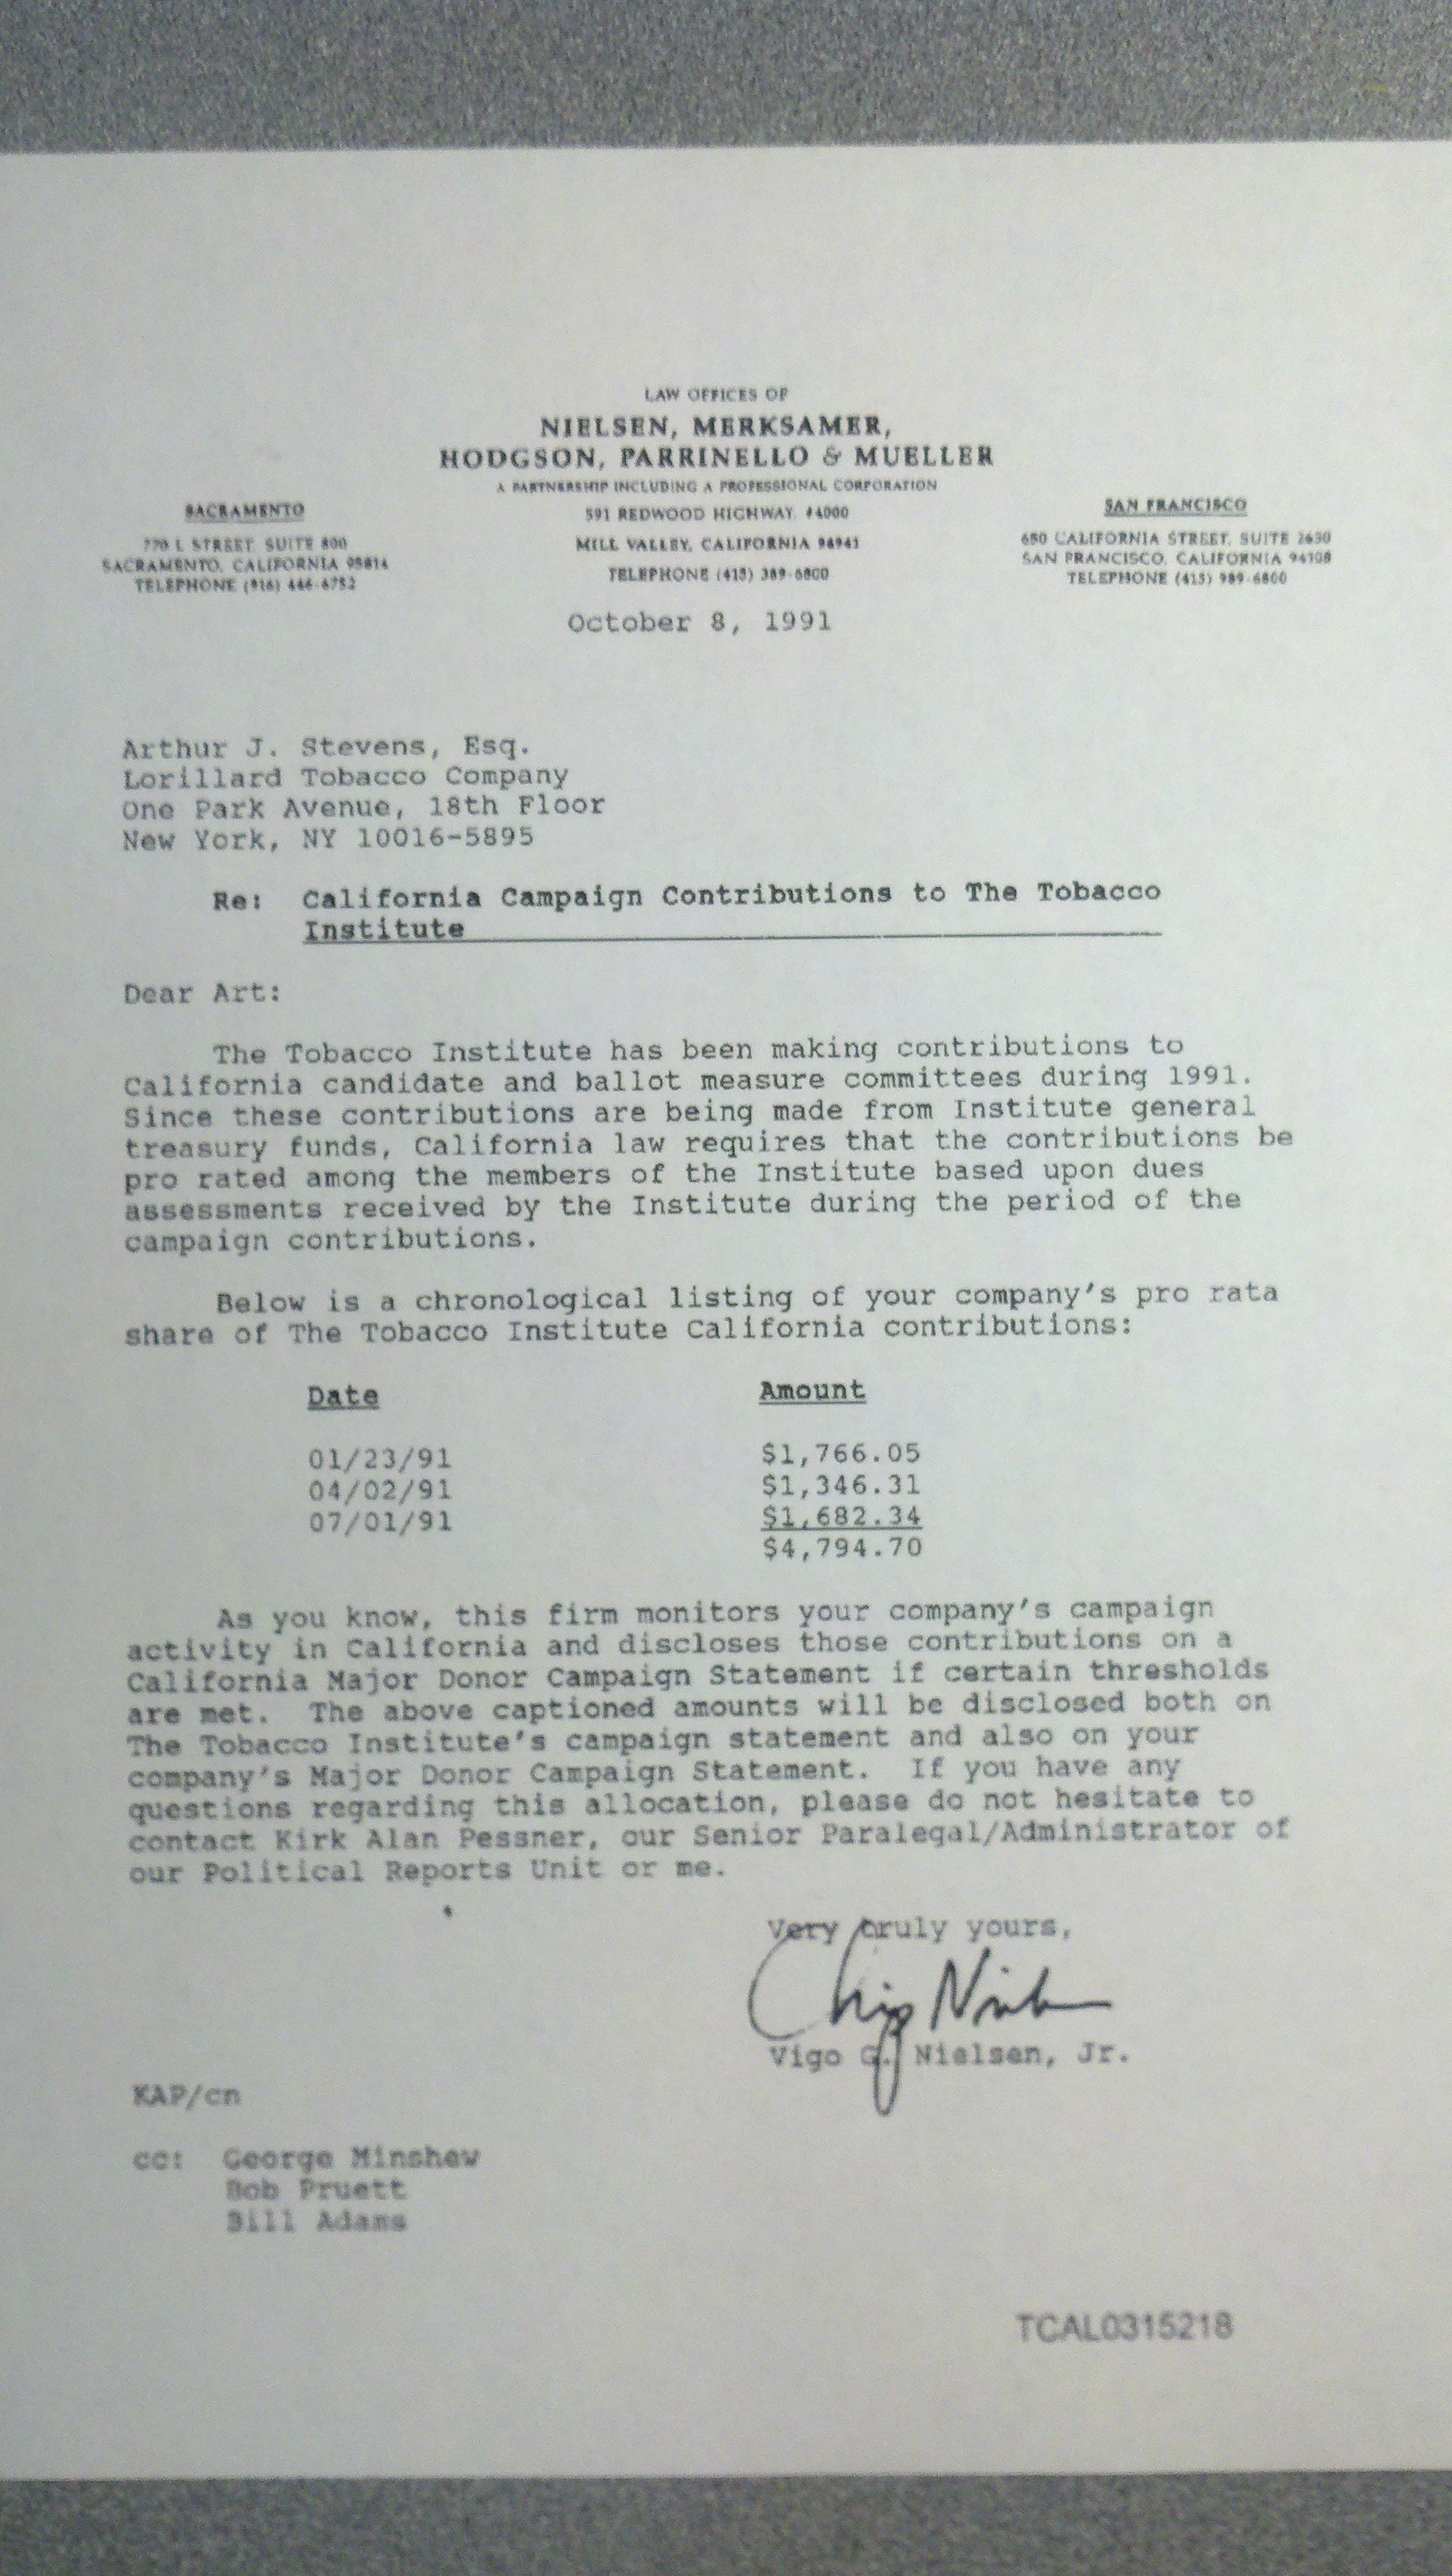 LAW OFFICES OF
NIELSEN, MERKSAMER,
HODGSON, PARRINELLO & MUELLER
A PARTNERSHIP INCLUDING A PROFESSIONAL CORPORATION
SACRAMENTO
770 L STREET, SUITE 800
SACRAMENTO, CALIFORNIA 95814
TELEPHONE (916) 446-6752
591 REDWOOD HIGHWAY, #4000
MILL VALLEY, CALIFORNIA 94941
TELEPHONE (415) 389-6800
SAN FRANCISCO
650 CALIFORNIA STREET, SUITE 2650
SAN FRANCISCO, CALIFORNIA 94108
TELEPHONE (415) 989-6800
October 8, 1991
Arthur J. Stevens, Esq.
Lorillard Tobacco Company
One Park Avenue, 18th Floor
New York, NY 10016-5895
Re: California Campaign Contributions to The Tobacco
Institute
Dear Art:
The Tobacco Institute has been making contributions to
California candidate and ballot measure committees during 1991.
Since these contributions are being made from Institute general
treasury funds, California law requires that the contributions be
pro rated among the members of the Institute based upon dues
assessments received by the Institute during the period of the
campaign contributions.
Below is a chronological listing of your company's pro rata
share of The Tobacco Institute California contributions:
Date Amount
01/23/91 $1,766.05
04/02/91 $1,346.31
07/01/91 $1,682.34
$4,794.70
As you know, this firm monitors your company's campaign
activity in California and discloses those contributions on a
California Major Donor Campaign Statement if certain thresholds
are met. The above captioned amounts will be disclosed both on
The Tobacco Institute's campaign statement and also on your
company's Major Donor Campaign Statement. If you have any
questions regarding this allocation, please do not hesitate to
contact Kirk Alan Pessner, our Senior Paralegal/Administrator of
our Political Reports Unit or me.
Very truly yours,
Chip Nielsen
Vigo G. Nielsen, Jr.
KAP/cn
cc: George Minshew
Bob Pruett
Bill Adams
TCAL0315218